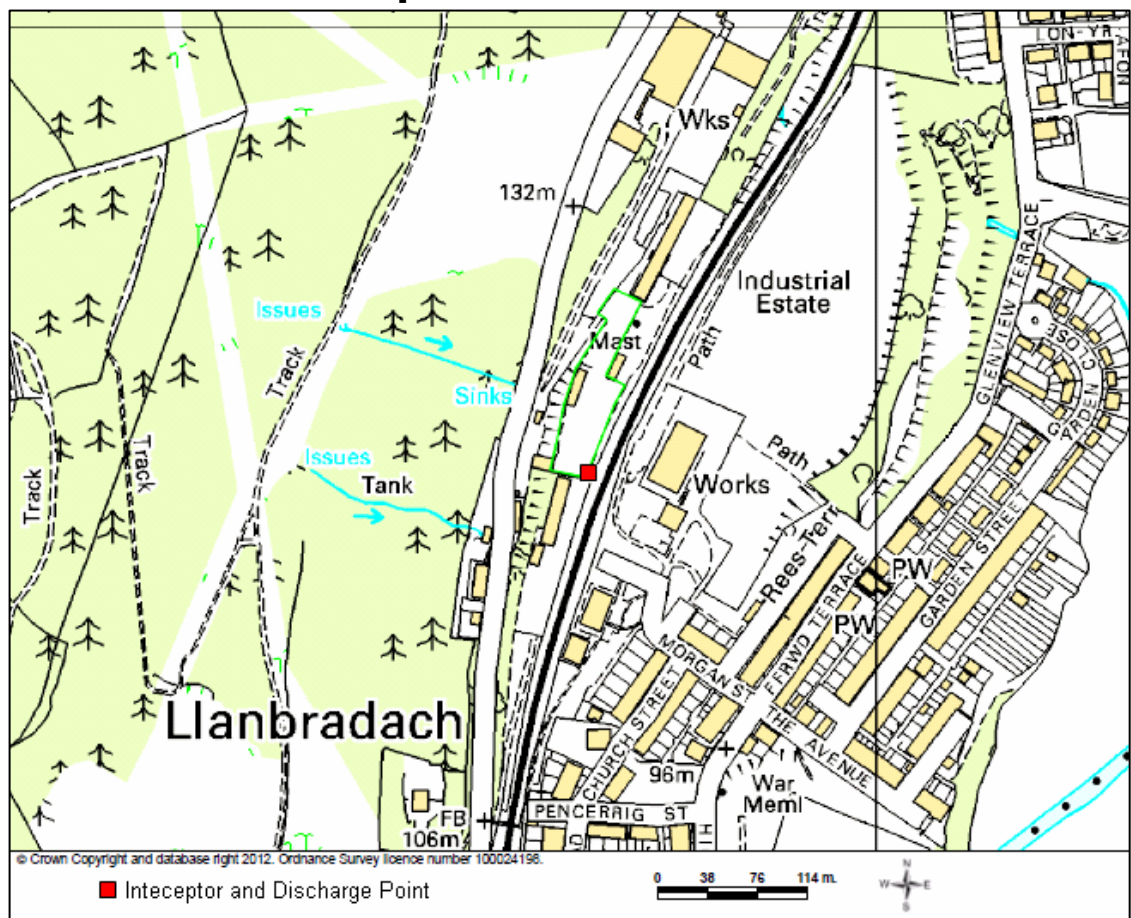 LON-YR
AFON
Tra
Wks
132m
GLENVIEW TERRACE
Industrial
Estate
Issues
Mast
Path
Track
Sinks
CLOSE
GARDEN
Issues
Tank
Path
Track
Track
Works
Rees-Terr
PW
GARDEN STREE
FFRWD TERRACE
PW
MORGAN ST
THE AVENUE
Llanbradach
CHURCH STREET
96m
War
Meml
FB
106m
PENCERRIG ST
HI
© Crown Copyright and database right 2012. Ordnance Survey licence number 100024198.
Inteceptor and Discharge Point
0 38 76 114 m.
N
W E
S